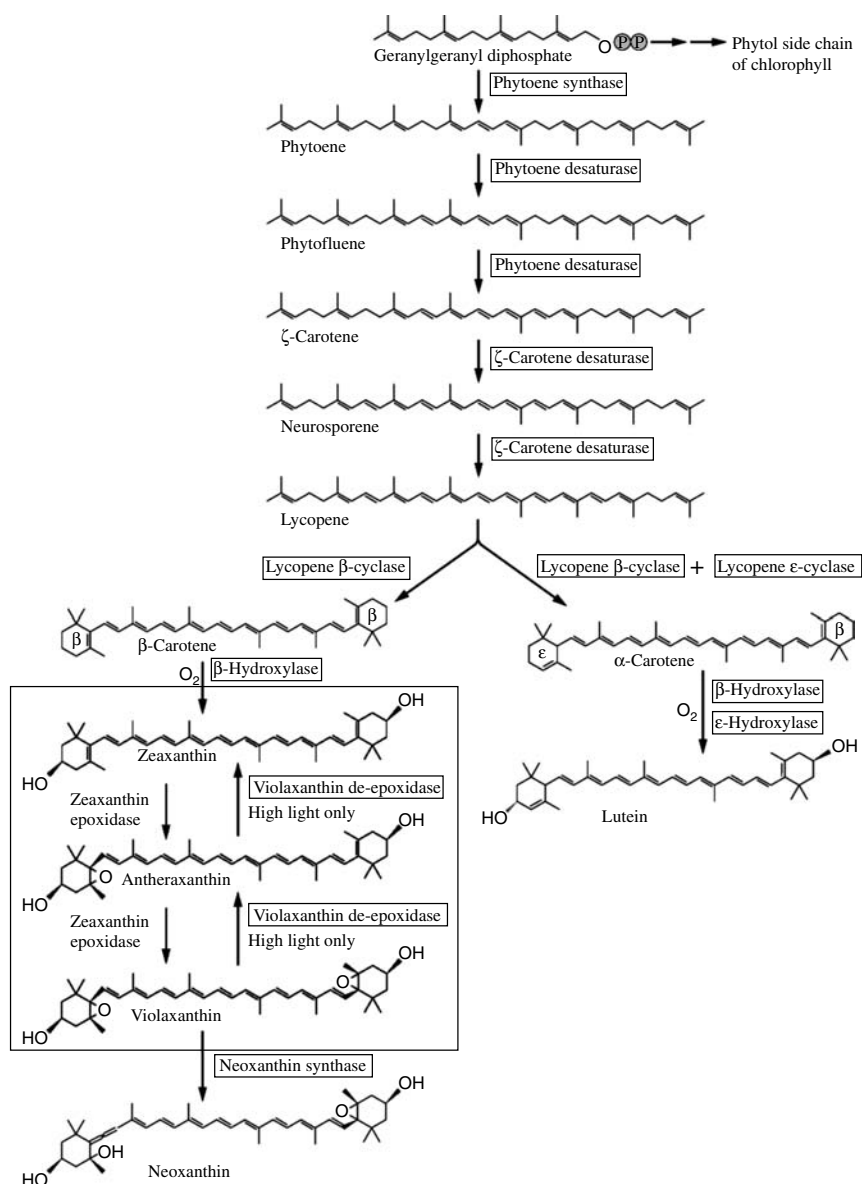 O P P
Geranylgeranyl diphosphate
Phytol side chain
of chlorophyll
Phytoene synthase
Phytoene
Phytoene desaturase
Phytofluene
Phytoene desaturase
ζ-Carotene
ζ-Carotene desaturase
Neurosporene
ζ-Carotene desaturase
Lycopene
Lycopene β-cyclase
Lycopene β-cyclase + Lycopene ε-cyclase
β
β
β-Carotene
ε
β
α-Carotene
O₂
β-Hydroxylase
O₂
β-Hydroxylase
ε-Hydroxylase
OH
Zeaxanthin
HO
OH
Lutein
HO
Zeaxanthin
epoxidase
Violaxanthin de-epoxidase
High light only
OH
O
Antheraxanthin
HO
Zeaxanthin
epoxidase
Violaxanthin de-epoxidase
High light only
OH
O
O
Violaxanthin
HO
Neoxanthin synthase
OH
O
OH
HO
Neoxanthin